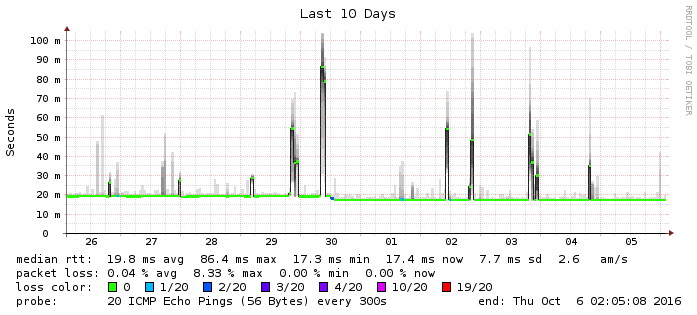 Last 10 Days
RRDTOOL / TOBI OETIKER
Seconds
100 m
90 m
80 m
70 m
60 m
50 m
40 m
30 m
20 m
10 m
0
26 27 28 29 30 01 02 03 04 05
median rtt: 19.8 ms avg 86.4 ms max 17.3 ms min 17.4 ms now 7.7 ms sd 2.6 am/s
packet loss: 0.04 % avg 8.33 % max 0.00 % min 0.00 % now
loss color: 0 1/20 2/20 3/20 4/20 10/20 19/20
probe: 20 ICMP Echo Pings (56 Bytes) every 300s end: Thu Oct 6 02:05:08 2016